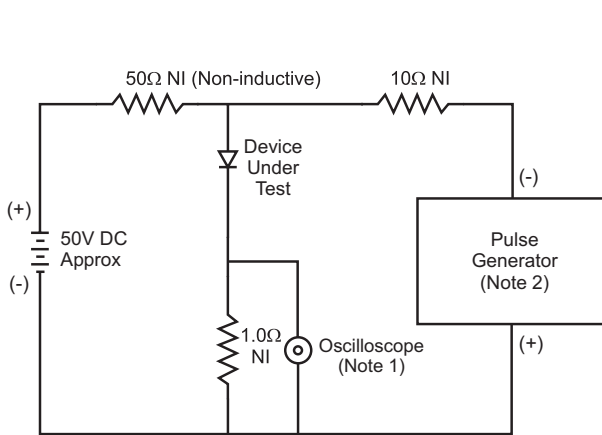 50Ω NI (Non-inductive)
10Ω NI
Device
Under
Test
(-)
(+)
50V DC
Approx
(-)
Pulse
Generator
(Note 2)
1.0Ω
NI
Oscilloscope
(Note 1)
(+)